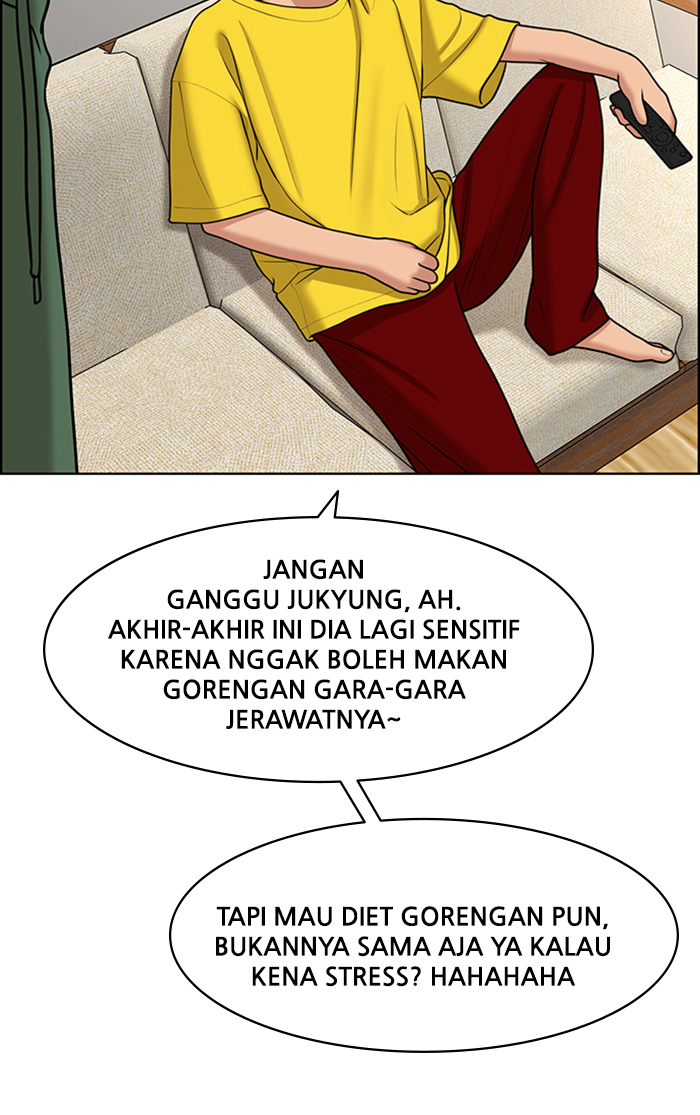 JANGAN
GANGGU JUKYUNG, AH.
AKHIR-AKHIR INI DIA LAGI SENSITIF
KARENA NGGAK BOLEH MAKAN
GORENGAN GARA-GARA
JERAWATNYA~
TAPI MAU DIET GORENGAN PUN,
BUKANNYA SAMA AJA YA KALAU
KENA STRESS? HAHAHAHA